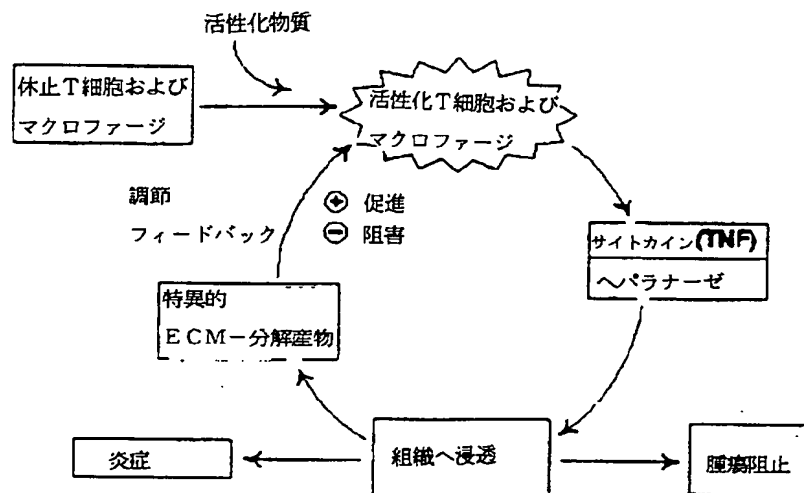 活性化物質
休止T細胞および
マクロファージ
活性化T細胞および
マクロファージ
調節
フィードバック
⊕ 促進
⊖ 阻害
サイトカイン(TNF)
ヘパラナーゼ
特異的
ECM-分解産物
炎症
組織へ浸透
腫瘍阻止